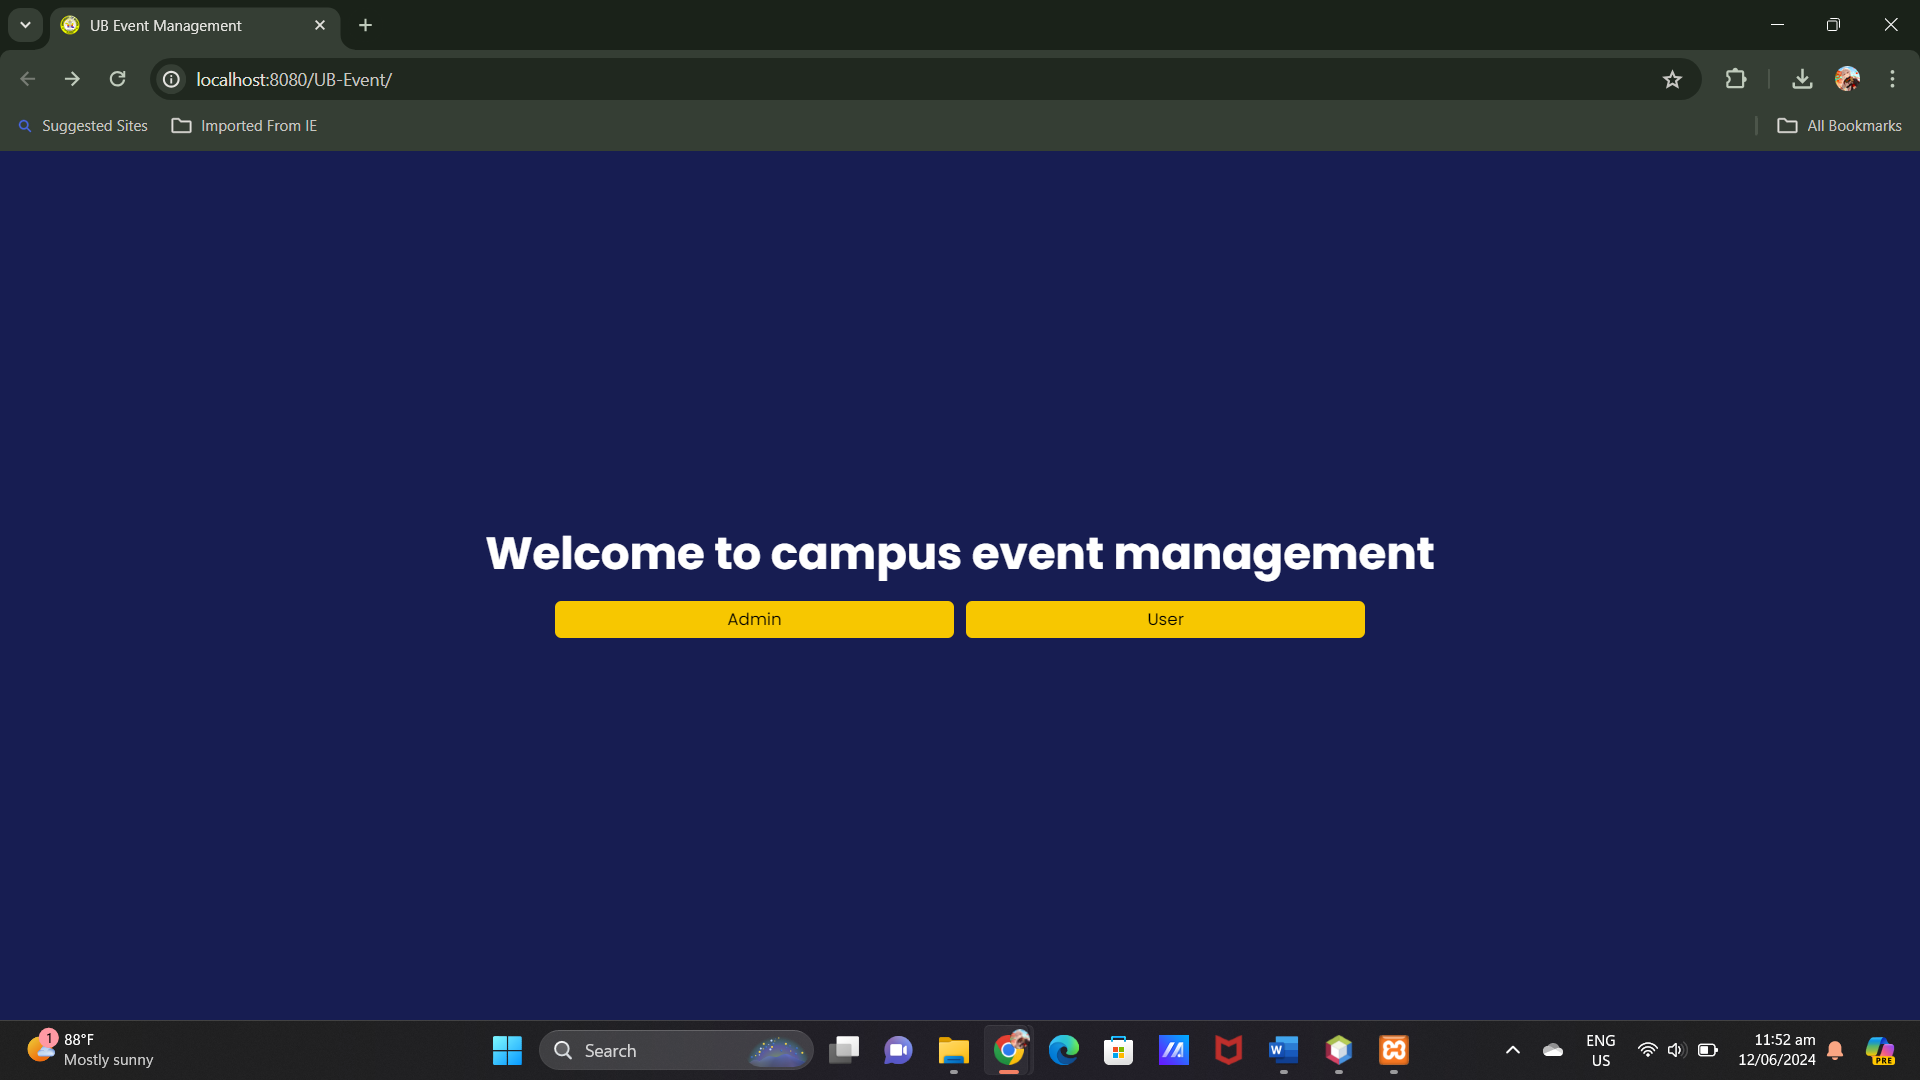 UB Event Management
localhost:8080/UB-Event/
Suggested Sites
Imported From IE
All Bookmarks
Welcome to campus event management
Admin
User
1
88°F
Mostly sunny
Search
W
ENG
US
11:52 am
12/06/2024
PRE